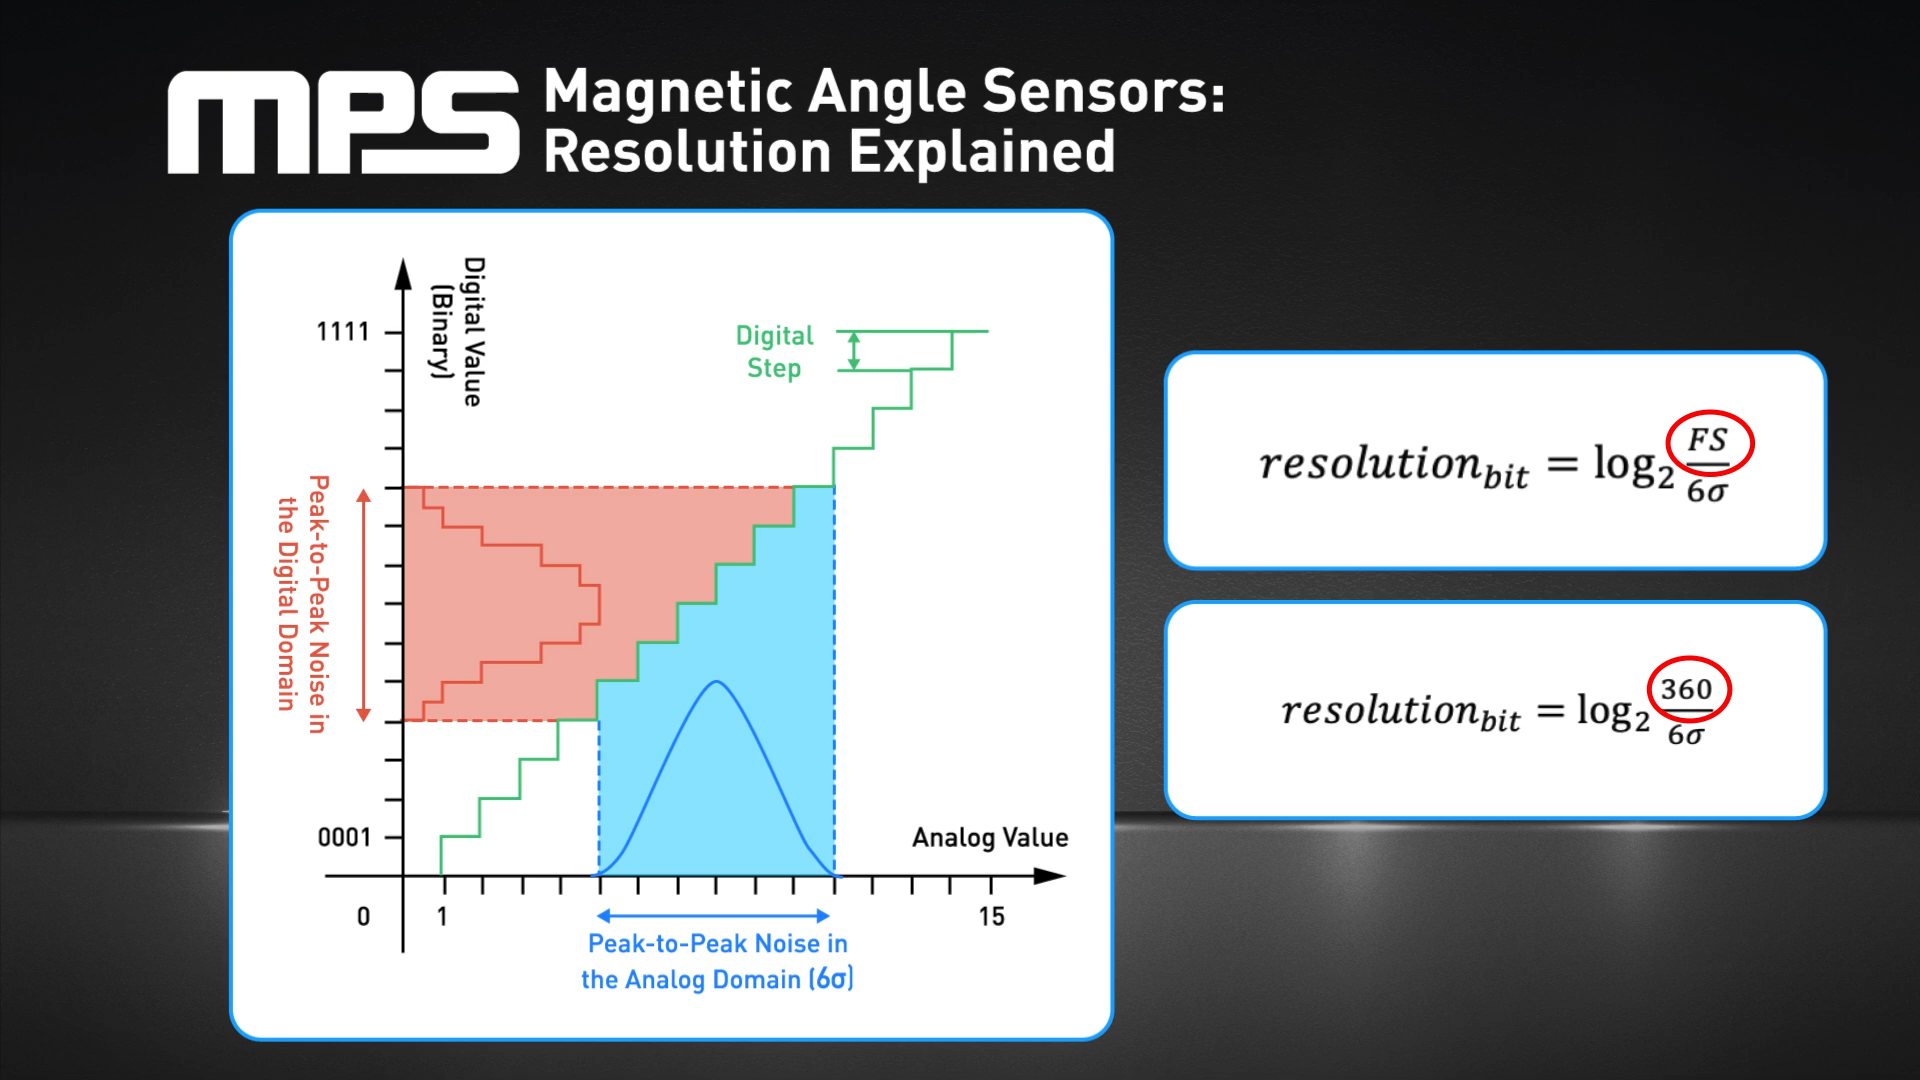 MPS
Magnetic Angle Sensors:
Resolution Explained
Digital Value
(Binary)
1111
Digital
Step
Peak-to-Peak Noise in
the Digital Domain
0001
Analog Value
0
1
15
Peak-to-Peak Noise in
the Analog Domain (6σ)
resolution_bit = log₂ FS/6σ
resolution_bit = log₂ 360/6σ